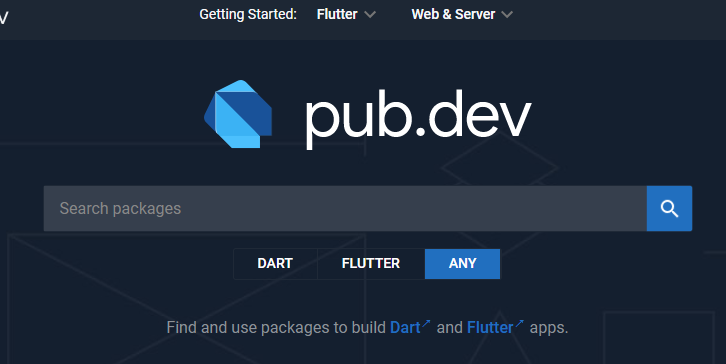 Getting Started: Flutter Web & Server
pub.dev
Search packages
DART FLUTTER ANY
Find and use packages to build Dart and Flutter apps.